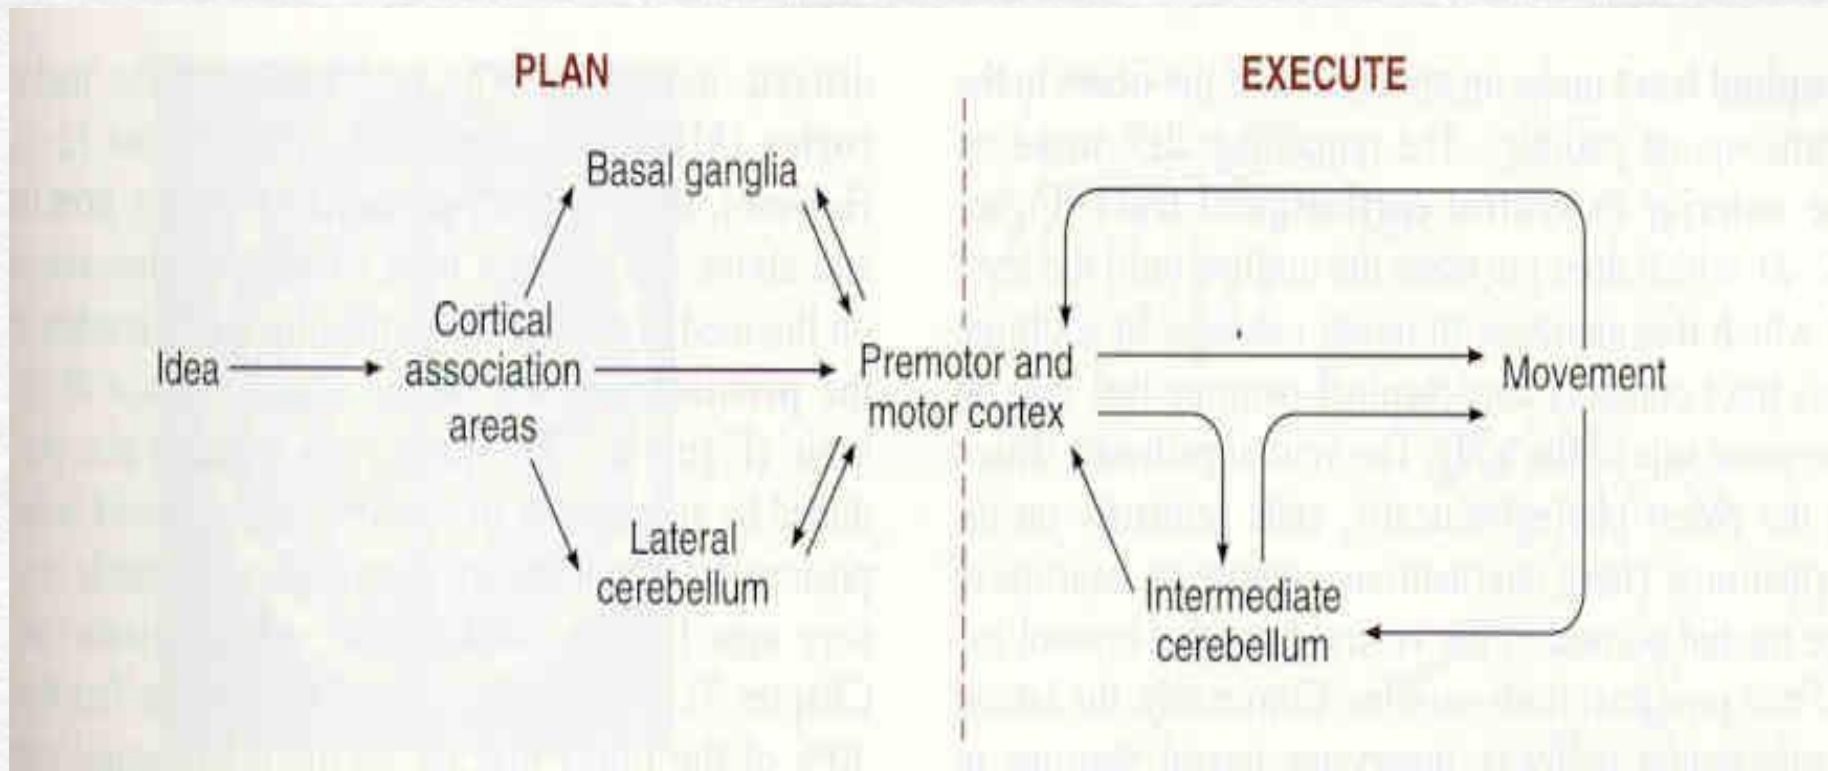 PLAN
EXECUTE
Basal ganglia
Idea
Cortical
association
areas
Premotor and
motor cortex
Movement
Lateral
cerebellum
Intermediate
cerebellum